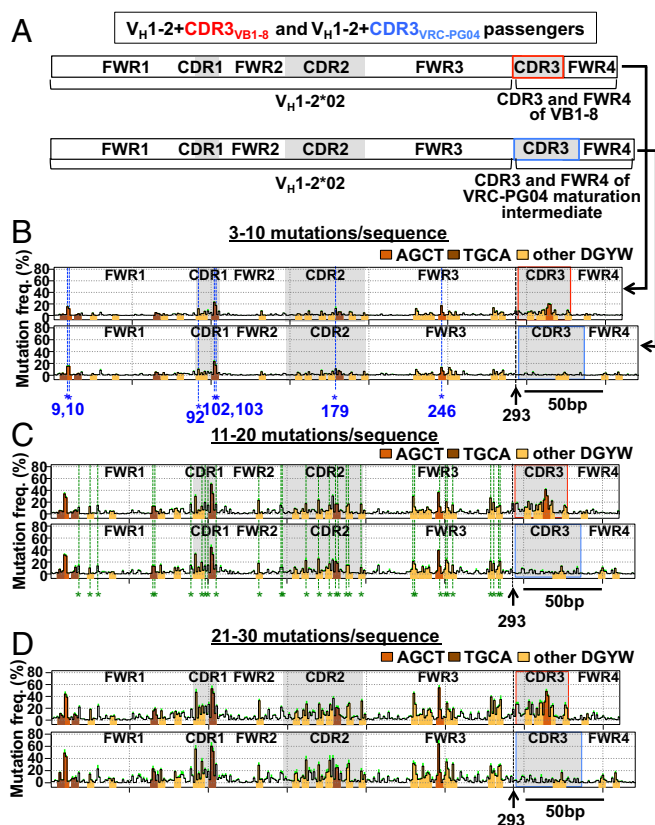 A
VH1-2+CDR3VB1-8 and VH1-2+CDR3VRC-PG04 passengers
FWR1 CDR1 FWR2 CDR2 FWR3 CDR3 FWR4
VH1-2*02
CDR3 and FWR4 of VB1-8
FWR1 CDR1 FWR2 CDR2 FWR3 CDR3 FWR4
VH1-2*02
CDR3 and FWR4 of VRC-PG04 maturation intermediate
B
3-10 mutations/sequence
AGCT TGCA other DGYW
Mutation freq. (%)
80 60 40 20 0
FWR1 CDR1 FWR2 CDR2 FWR3 CDR3 FWR4
80 60 40 20 0
FWR1 CDR1 FWR2 CDR2 FWR3 CDR3 FWR4
* * * * *
9,10 92 102,103 179 246 293 50bp
C
11-20 mutations/sequence
AGCT TGCA other DGYW
Mutation freq. (%)
80 60 40 20 0
FWR1 CDR1 FWR2 CDR2 FWR3 CDR3 FWR4
80 60 40 20 0
FWR1 CDR1 FWR2 CDR2 FWR3 CDR3 FWR4
293 50bp
D
21-30 mutations/sequence
AGCT TGCA other DGYW
Mutation freq. (%)
80 60 40 20 0
FWR1 CDR1 FWR2 CDR2 FWR3 CDR3 FWR4
80 60 40 20 0
FWR1 CDR1 FWR2 CDR2 FWR3 CDR3 FWR4
293 50bp